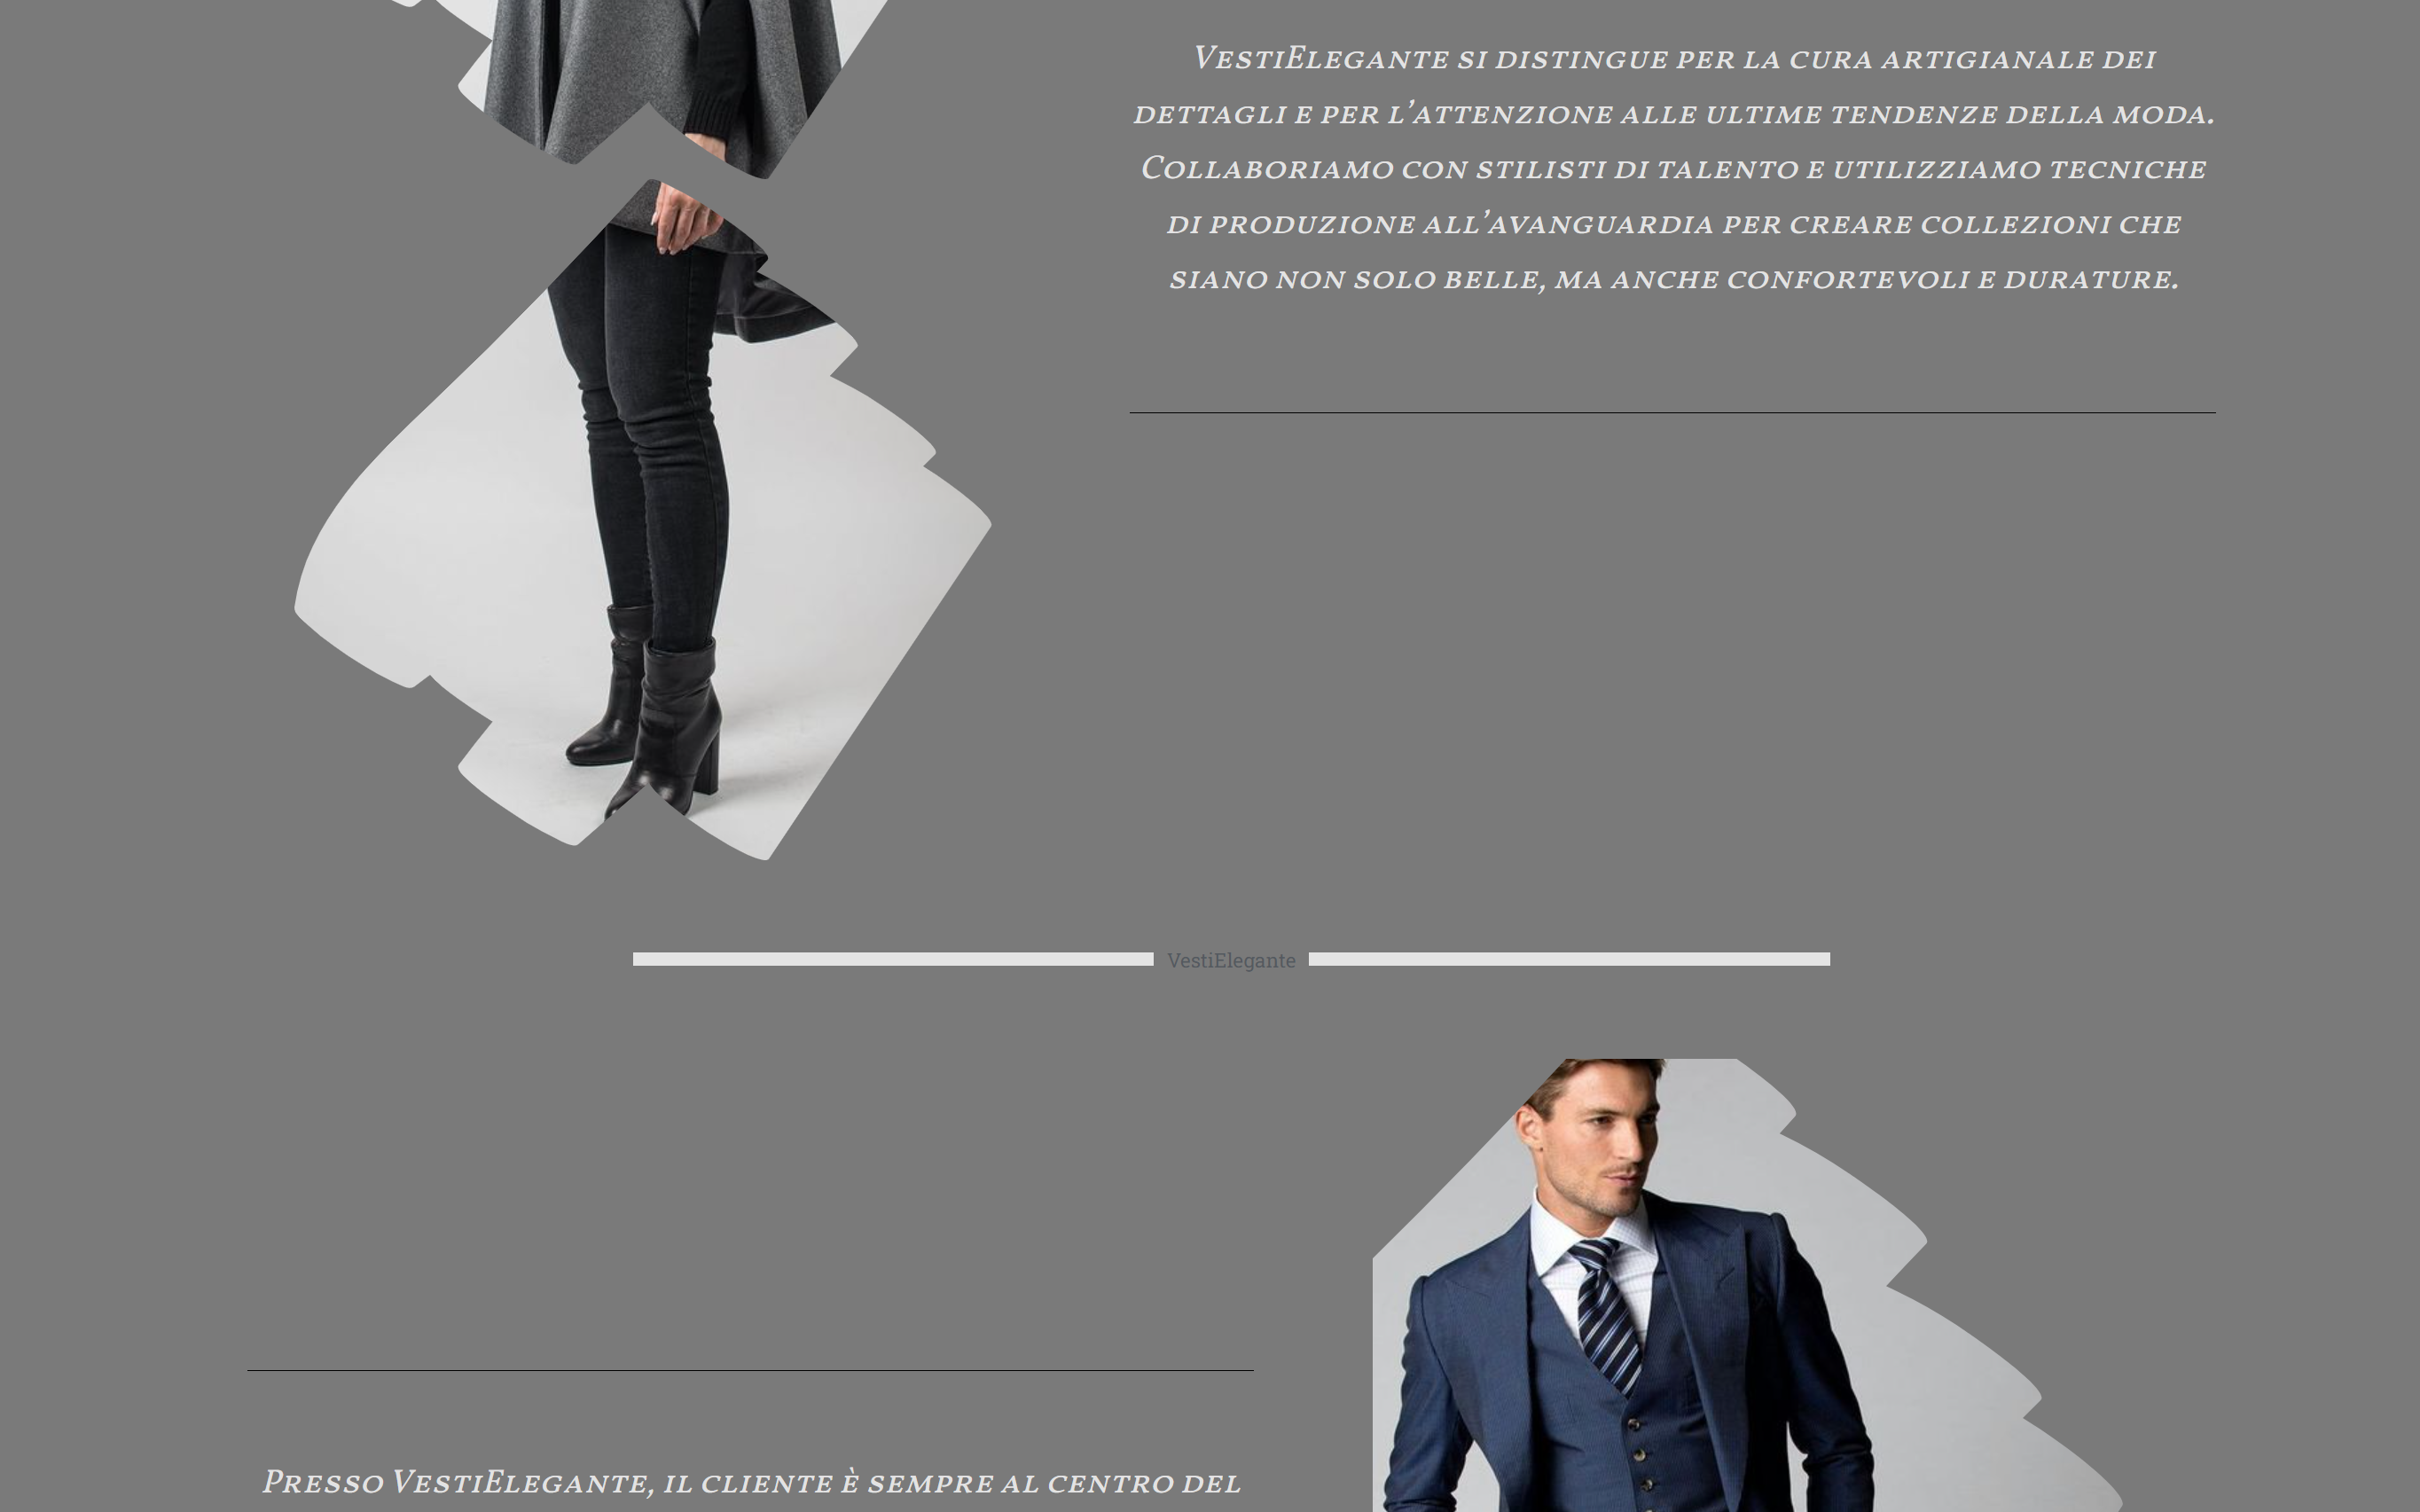 VestiElegante si distingue per la cura artigianale dei
dettagli e per l’attenzione alle ultime tendenze della moda.
Collaboriamo con stilisti di talento e utilizziamo tecniche
di produzione all’avanguardia per creare collezioni che
siano non solo belle, ma anche confortevoli e durature.
VestiElegante
Presso VestiElegante, il cliente è sempre al centro del